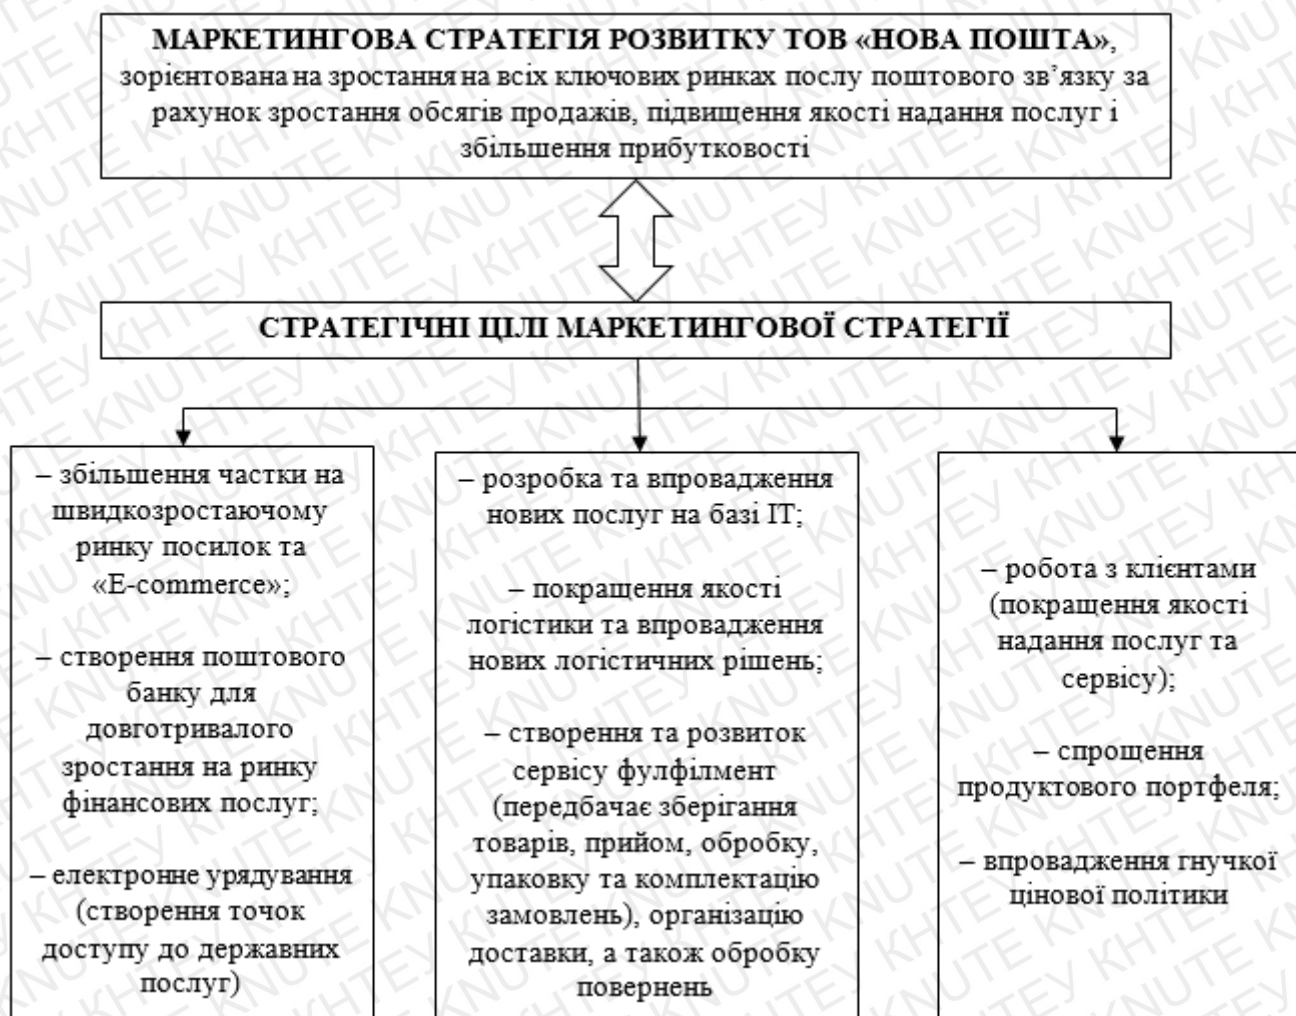 МАРКЕТИНГОВА СТРАТЕГІЯ РОЗВИТКУ ТОВ «НОВА ПОШТА»,
зорієнтована на зростання на всіх ключових ринках послу поштового зв’язку за
рахунок зростання обсягів продажів, підвищення якості надання послуг і
збільшення прибутковості
СТРАТЕГІЧНІ ЦІЛІ МАРКЕТИНГОВОЇ СТРАТЕГІЇ
– збільшення частки на
швидкозростаючому
ринку посилок та
«E-commerce»;
– створення поштового
банку для
довготривалого
зростання на ринку
фінансових послуг;
– електронне урядування
(створення точок
доступу до державних
послуг)
– розробка та впровадження
нових послуг на базі ІТ;
– покращення якості
логістики та впровадження
нових логістичних рішень;
– створення та розвиток
сервісу фулфілмент
(передбачає зберігання
товарів, прийом, обробку,
упаковку та комплектацію
замовлень), організацію
доставки, а також обробку
повернень
– робота з клієнтами
(покращення якості
надання послуг та
сервісу);
– спрощення
продуктового портфеля;
– впровадження гнучкої
цінової політики